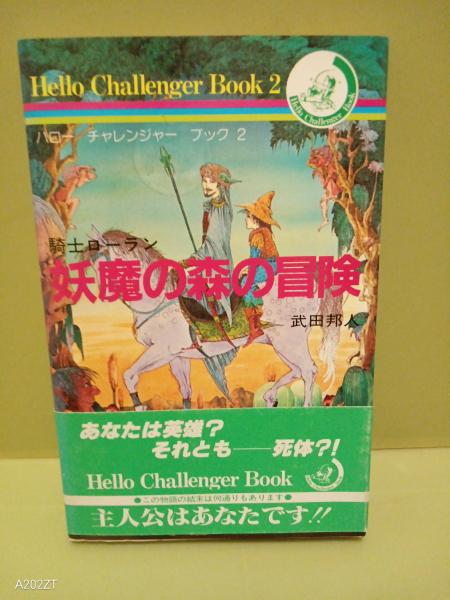 Hello Challenger Book 2
Hello Challenger Book
ハロー チャレンジャー ブック 2
騎士ローラン
妖魔の森の冒険
武田邦人
あなたは英雄?
それとも──死体?!
Hello Challenger Book
●この物語の結末は何通りもあります●
主人公はあなたです!!
A202ZT